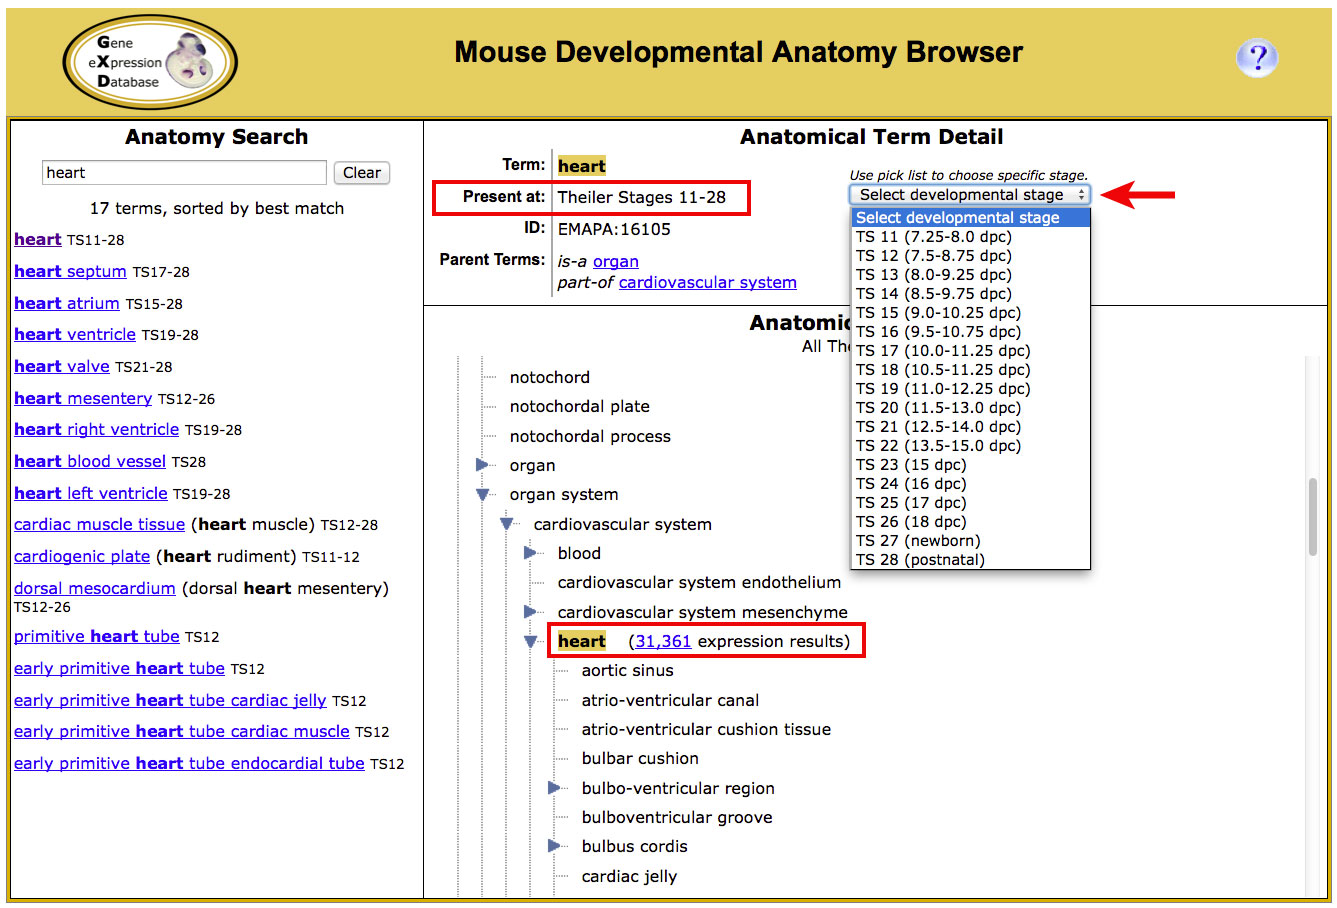 Gene
eXpression
Database
Mouse Developmental Anatomy Browser
?
Anatomy Search
heart
Clear
17 terms, sorted by best match
heart TS11-28
heart septum TS17-28
heart atrium TS15-28
heart ventricle TS19-28
heart valve TS21-28
heart mesentery TS12-26
heart right ventricle TS19-28
heart blood vessel TS28
heart left ventricle TS19-28
cardiac muscle tissue (heart muscle) TS12-28
cardiogenic plate (heart rudiment) TS11-12
dorsal mesocardium (dorsal heart mesentery)
TS12-26
primitive heart tube TS12
early primitive heart tube TS12
early primitive heart tube cardiac jelly TS12
early primitive heart tube cardiac muscle TS12
early primitive heart tube endocardial tube TS12
Anatomical Term Detail
Term: heart
Present at: Theiler Stages 11-28
ID: EMAPA:16105
Parent Terms: is-a organ
part-of cardiovascular system
Use pick list to choose specific stage.
Select developmental stage
Select developmental stage
TS 11 (7.25-8.0 dpc)
TS 12 (7.5-8.75 dpc)
TS 13 (8.0-9.25 dpc)
TS 14 (8.5-9.75 dpc)
TS 15 (9.0-10.25 dpc)
TS 16 (9.5-10.75 dpc)
TS 17 (10.0-11.25 dpc)
TS 18 (10.5-11.25 dpc)
TS 19 (11.0-12.25 dpc)
TS 20 (11.5-13.0 dpc)
TS 21 (12.5-14.0 dpc)
TS 22 (13.5-15.0 dpc)
TS 23 (15 dpc)
TS 24 (16 dpc)
TS 25 (17 dpc)
TS 26 (18 dpc)
TS 27 (newborn)
TS 28 (postnatal)
Anatomic
All The
notochord
notochordal plate
notochordal process
organ
organ system
cardiovascular system
blood
cardiovascular system endothelium
cardiovascular system mesenchyme
heart (31,361 expression results)
aortic sinus
atrio-ventricular canal
atrio-ventricular cushion tissue
bulbar cushion
bulbo-ventricular region
bulboventricular groove
bulbus cordis
cardiac jelly